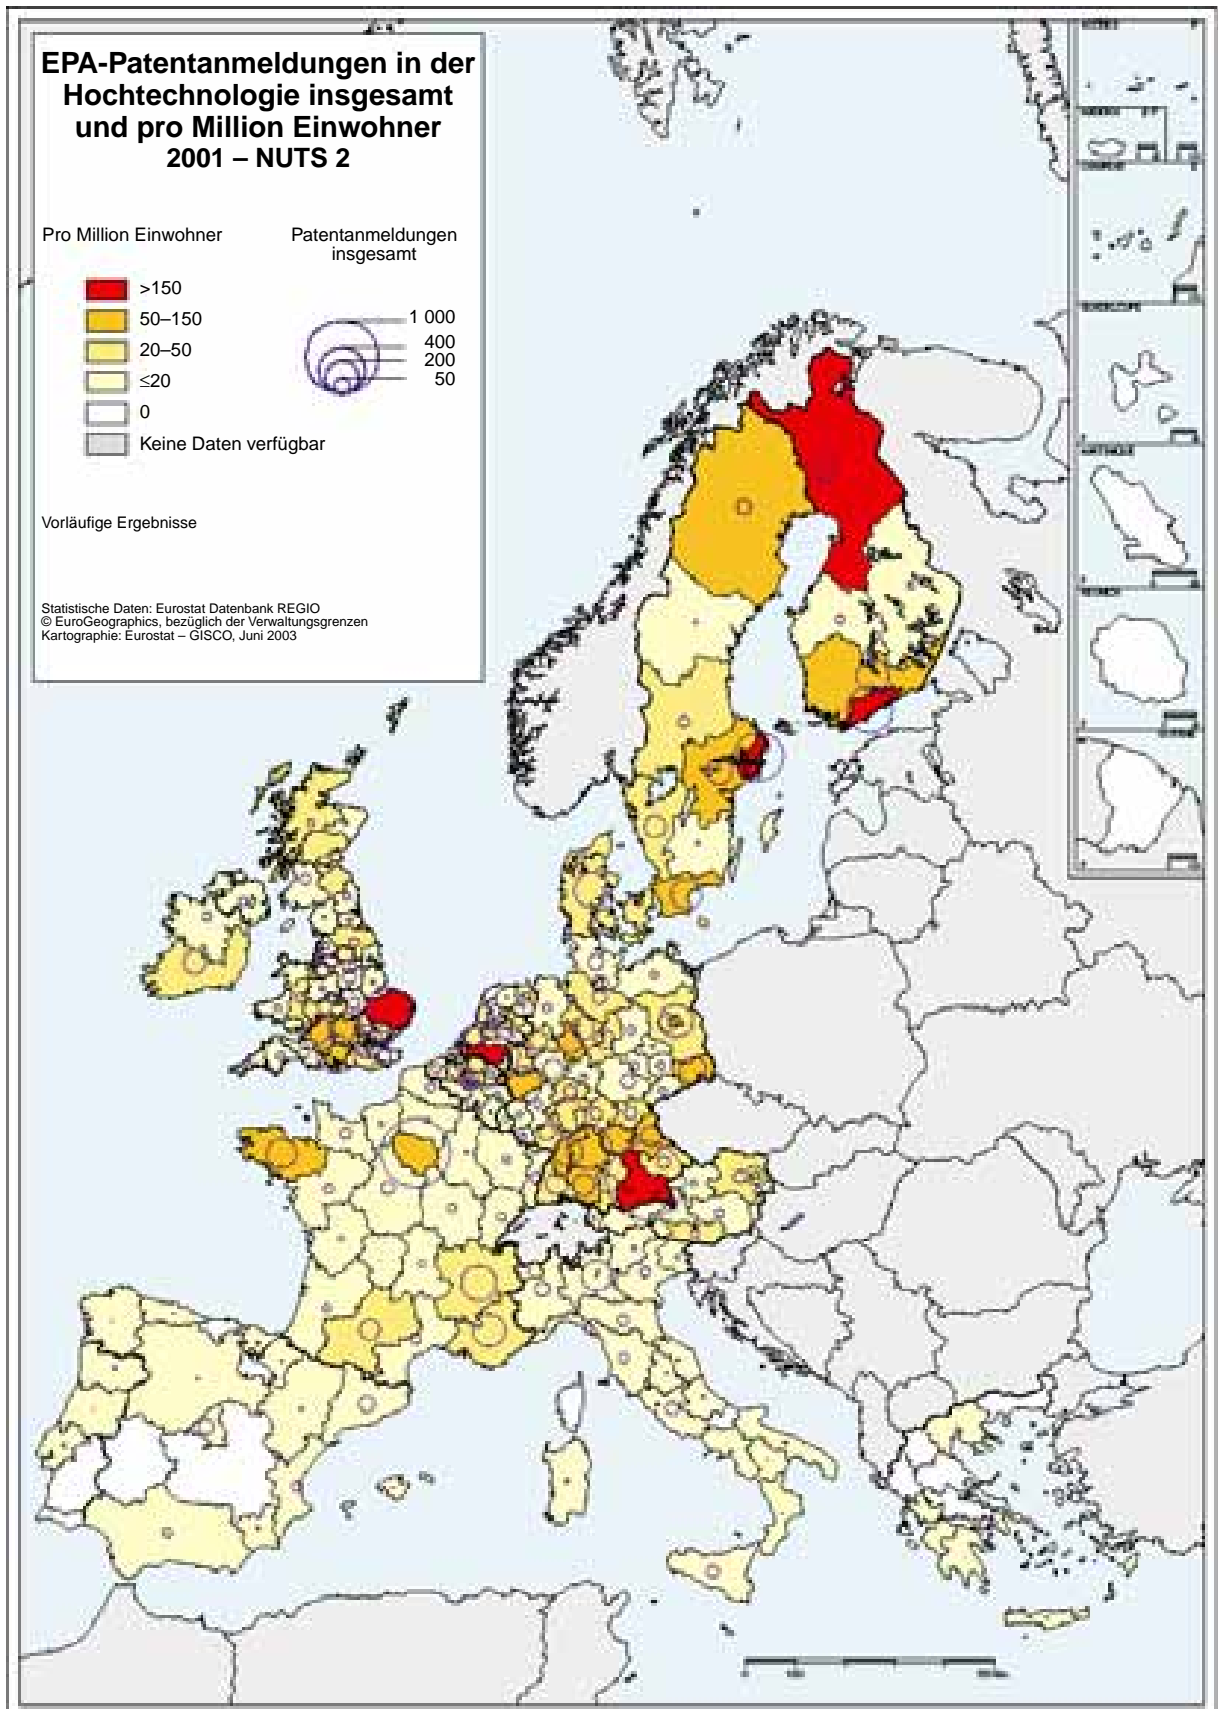 EPA-Patentanmeldungen in der
Hochtechnologie insgesamt
und pro Million Einwohner
2001 – NUTS 2
Pro Million Einwohner
Patentanmeldungen
insgesamt
>150
50–150
20–50
≤20
0
Keine Daten verfügbar
1 000
400
200
50
Vorläufige Ergebnisse
Statistische Daten: Eurostat Datenbank REGIO
© EuroGeographics, bezüglich der Verwaltungsgrenzen
Kartographie: Eurostat – GISCO, Juni 2003